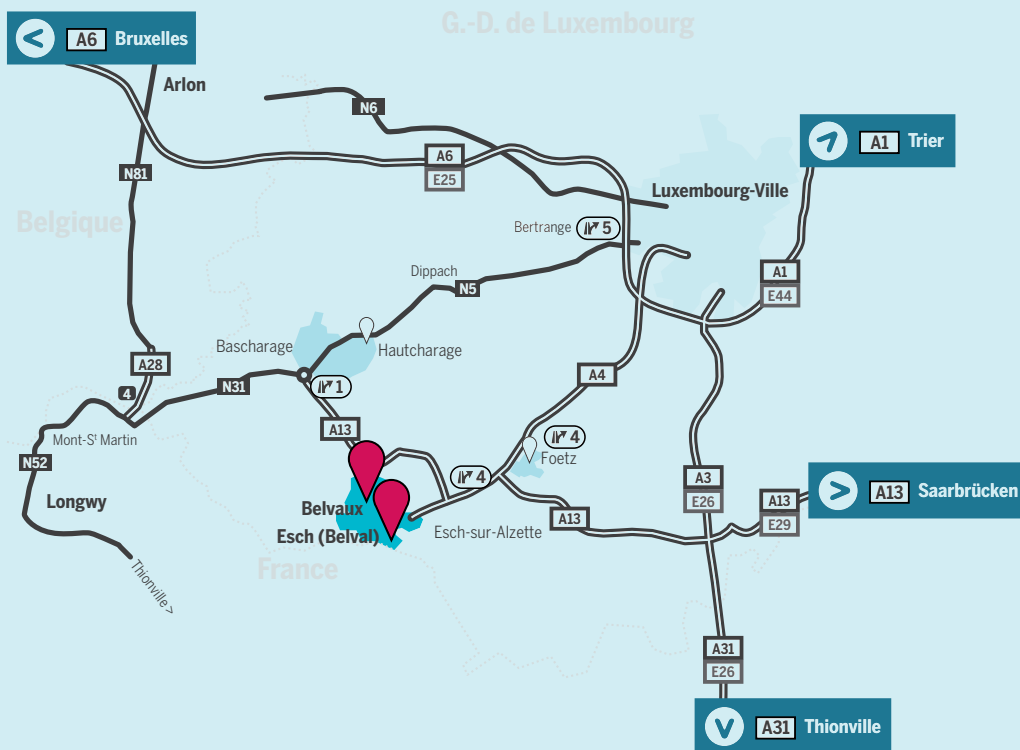 G.-D. de Luxembourg
A6 Bruxelles
Arlon
N6
A1 Trier
A6
E25
N81
Luxembourg-Ville
Belgique
Bertrange 5
Dippach
N5
A1
E44
Bascharage
Hautcharage
A28
N31
1
A4
4
A13
Mont-Sᵗ Martin
4
Foetz
N52
4
A3
E26
A13 Saarbrücken
A13
E29
Longwy
Belvaux
A13
Esch (Belval)
Esch-sur-Alzette
France
Thionville >
A31
E26
A31 Thionville